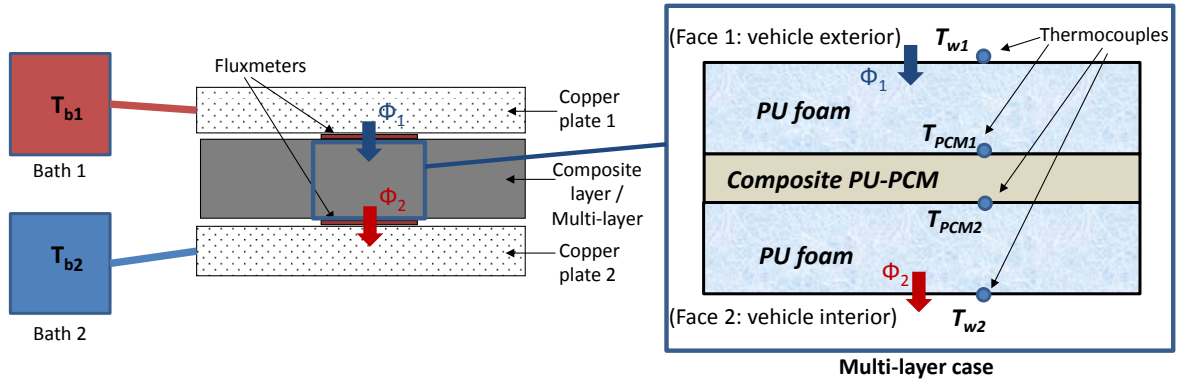 T_b1
Bath 1
T_b2
Bath 2
Fluxmeters
Φ_1
Φ_2
Copper
plate 1
Composite
layer /
Multi-layer
Copper
plate 2
(Face 1: vehicle exterior)
T_w1
Thermocouples
Φ_1
PU foam
T_PCM1
Composite PU-PCM
T_PCM2
PU foam
Φ_2
(Face 2: vehicle interior)
T_w2
Multi-layer case